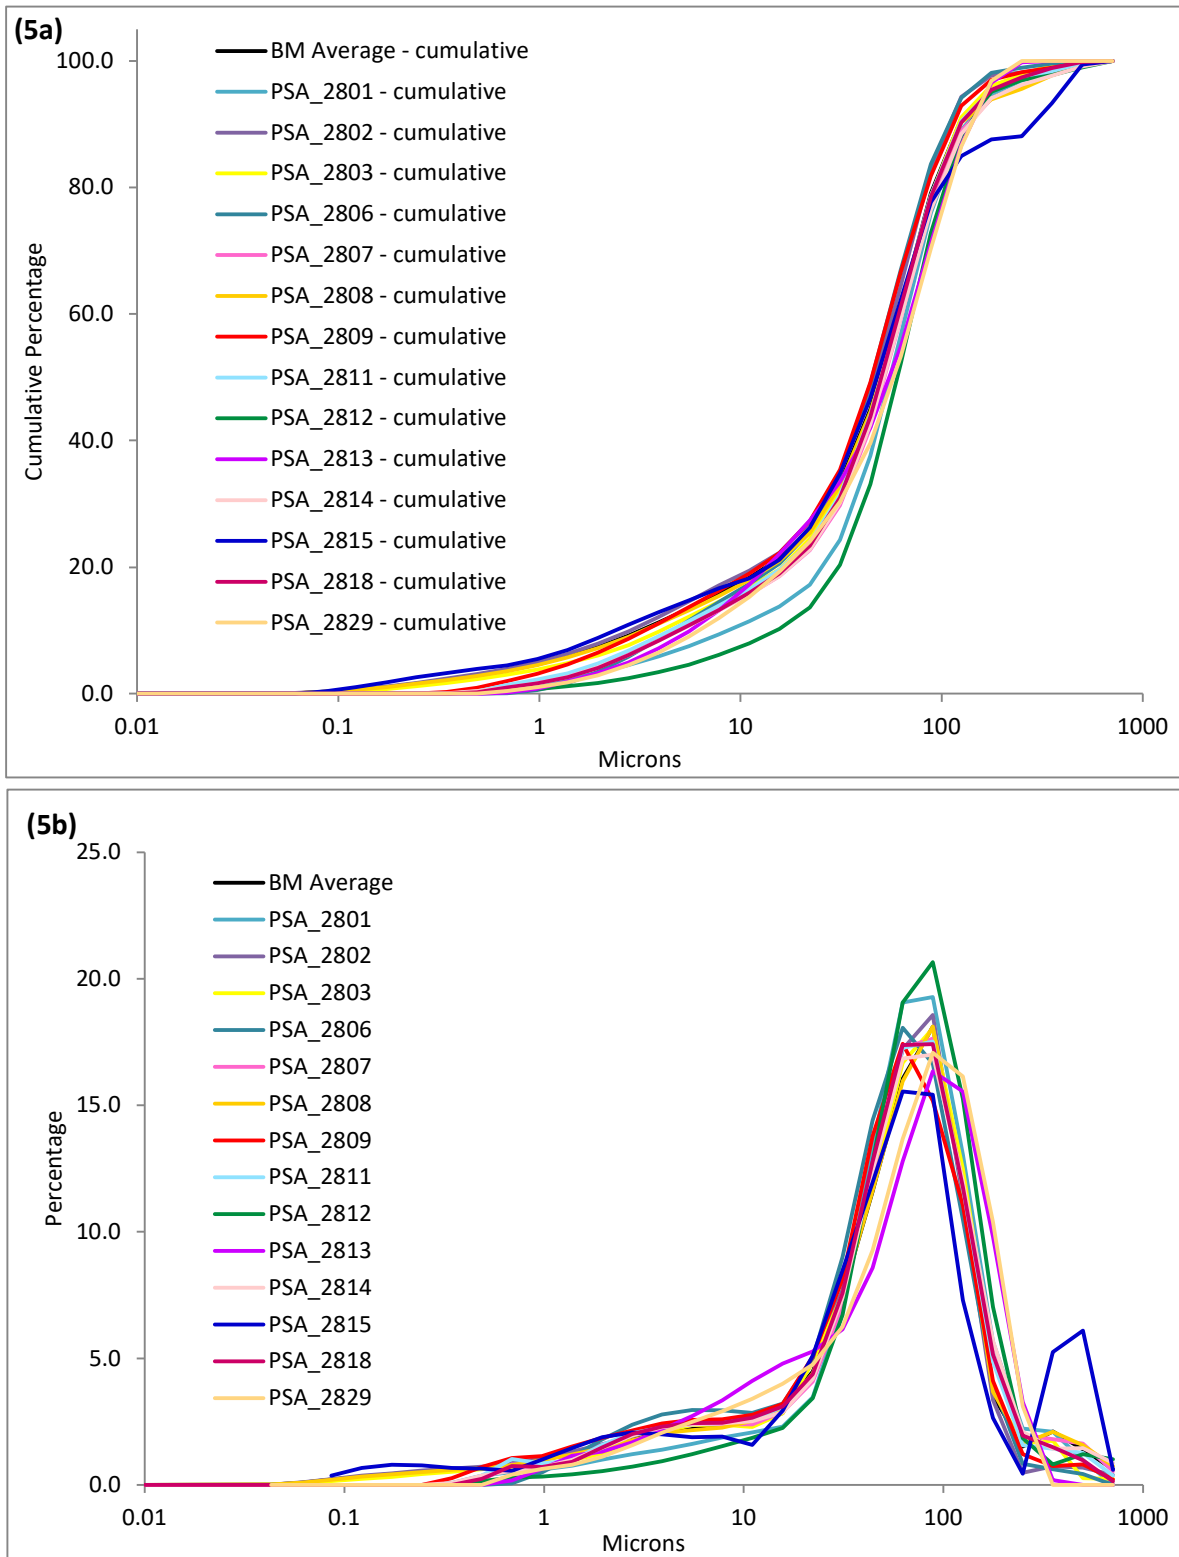 (5a)
100.0
80.0
60.0
40.0
20.0
0.0
Cumulative Percentage
BM Average - cumulative
PSA_2801 - cumulative
PSA_2802 - cumulative
PSA_2803 - cumulative
PSA_2806 - cumulative
PSA_2807 - cumulative
PSA_2808 - cumulative
PSA_2809 - cumulative
PSA_2811 - cumulative
PSA_2812 - cumulative
PSA_2813 - cumulative
PSA_2814 - cumulative
PSA_2815 - cumulative
PSA_2818 - cumulative
PSA_2829 - cumulative
0.01 0.1 1 10 100 1000
Microns
(5b)
25.0
20.0
15.0
10.0
5.0
0.0
Percentage
BM Average
PSA_2801
PSA_2802
PSA_2803
PSA_2806
PSA_2807
PSA_2808
PSA_2809
PSA_2811
PSA_2812
PSA_2813
PSA_2814
PSA_2815
PSA_2818
PSA_2829
0.01 0.1 1 10 100 1000
Microns